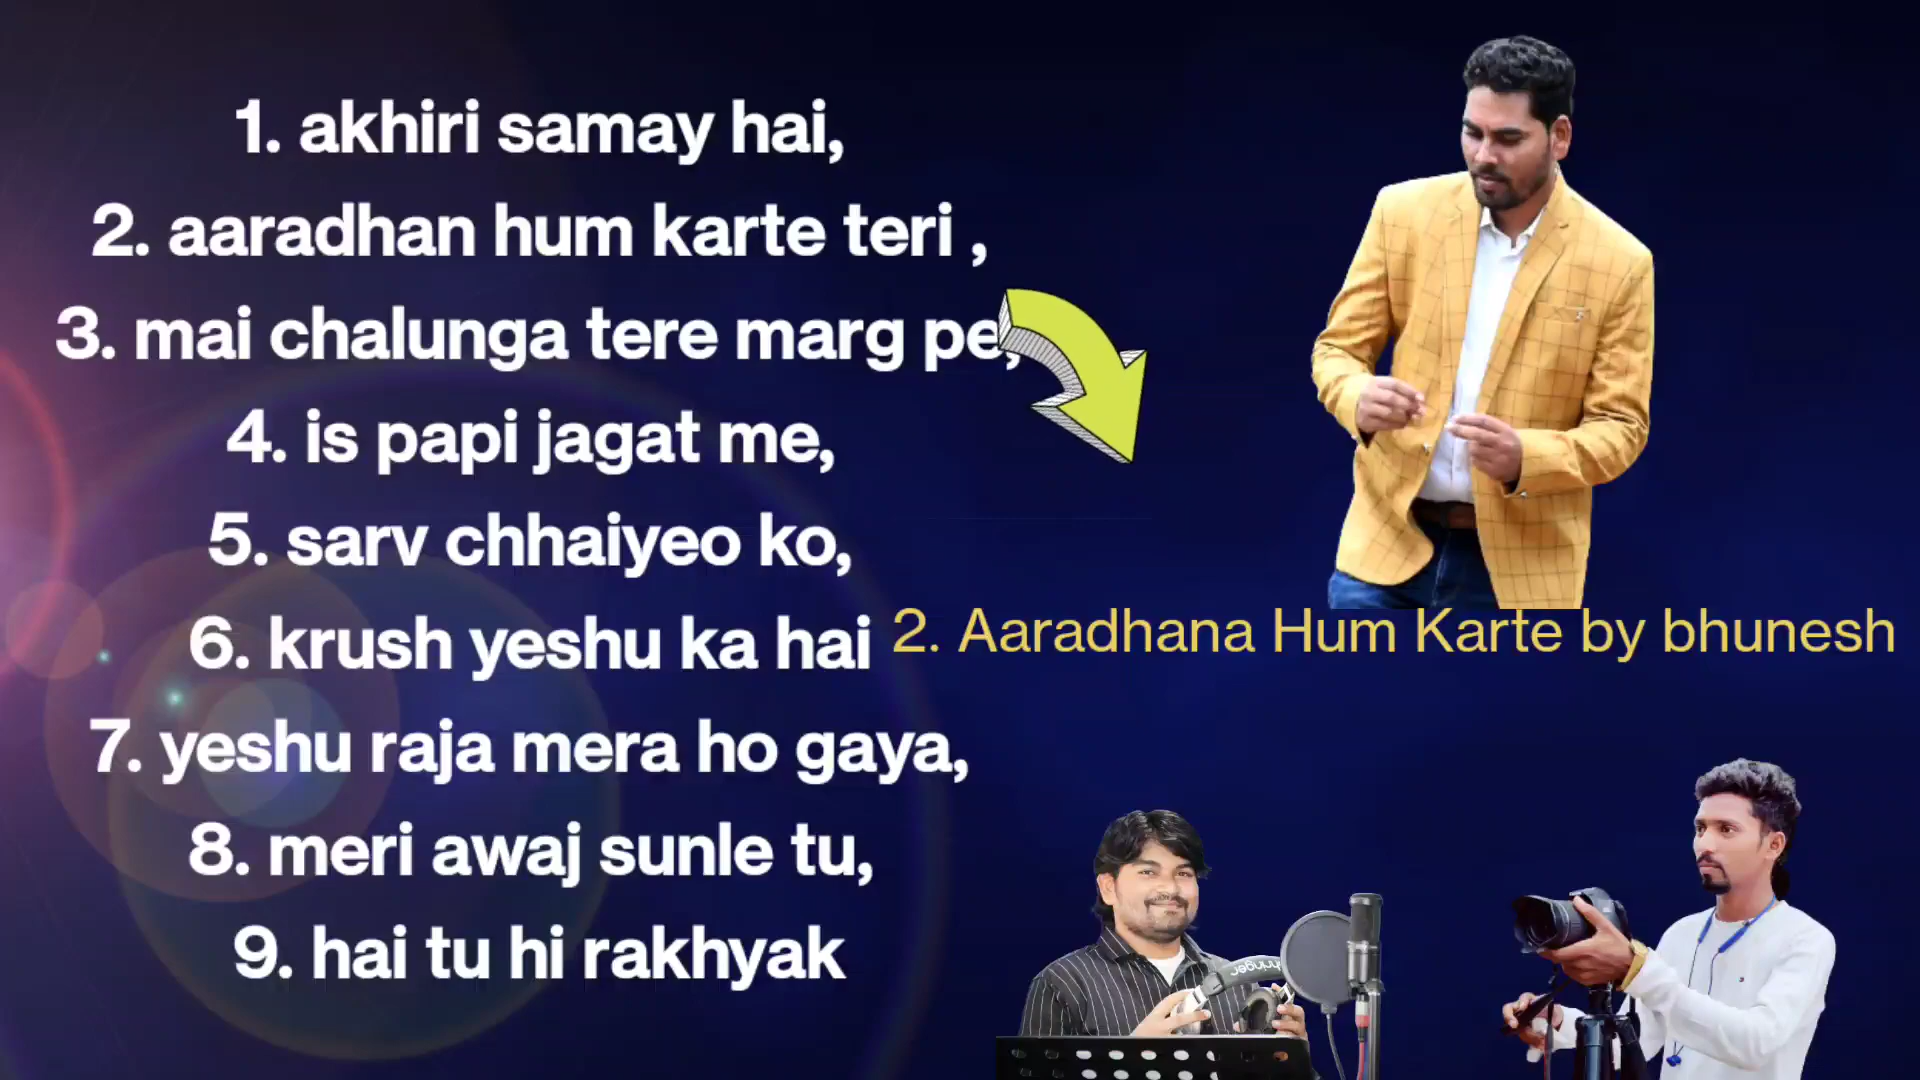 1. akhiri samay hai,
2. aaradhan hum karte teri ,
3. mai chalunga tere marg pe,
4. is papi jagat me,
5. sarv chhaiyeo ko,
6. krush yeshu ka hai
7. yeshu raja mera ho gaya,
8. meri awaj sunle tu,
9. hai tu hi rakhyak
2. Aaradhana Hum Karte by bhunesh